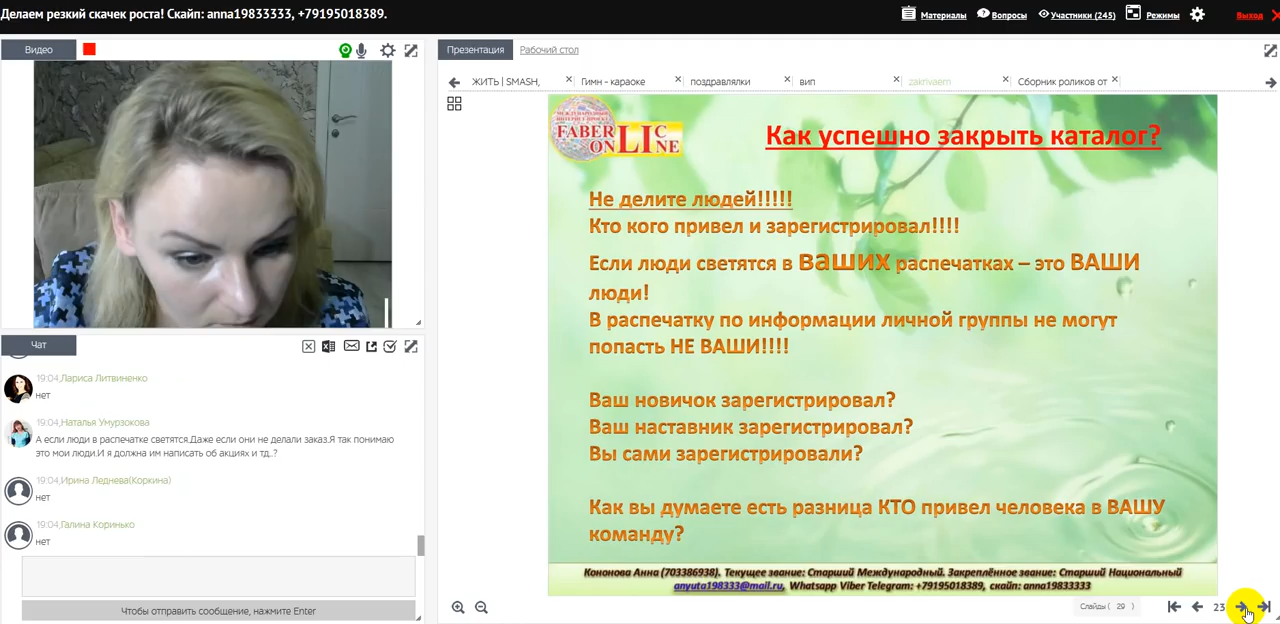 Делаем резкий скачек роста! Скайп: anna19833333, +79195018389.
Материалы
Вопросы
Участники (245)
Режимы
Выход
Видео
Презентация
Рабочий стол
ЖИТЬ | SMASH,
Гимн - караоке
поздравлялки
вип
zakrivaem
Сборник роликов от
МЕЖДУНАРОДНЫЙ
ИНТЕРНЕТ-ПРОЕКТ
FABERLIC
ONLINE
Как успешно закрыть каталог?
Не делите людей!!!!!
Кто кого привел и зарегистрировал!!!!
Если люди светятся в ваших распечатках – это ВАШИ
люди!
В распечатку по информации личной группы не могут
попасть НЕ ВАШИ!!!!
Ваш новичок зарегистрировал?
Ваш наставник зарегистрировал?
Вы сами зарегистрировали?
Как вы думаете есть разница КТО привел человека в ВАШУ
команду?
Кононова Анна (703386938). Текущее звание: Старший Международный. Закреплённое звание: Старший Национальный
anyuta198333@mail.ru, Whatsapp Viber Telegram: +79195018389, скайп: anna19833333
Чат
19:04, Лариса Литвиненко
нет
19:04, Наталья Умурзокова
А если люди в распечатке светятся.Даже если они не делали заказ.Я так понимаю
это мои люди.И я должна им написать об акциях и тд..?
19:04, Ирина Леднева(Коркина)
нет
19:04, Галина Коринько
нет
Чтобы отправить сообщение, нажмите Enter
Слайды ( 29 )
23